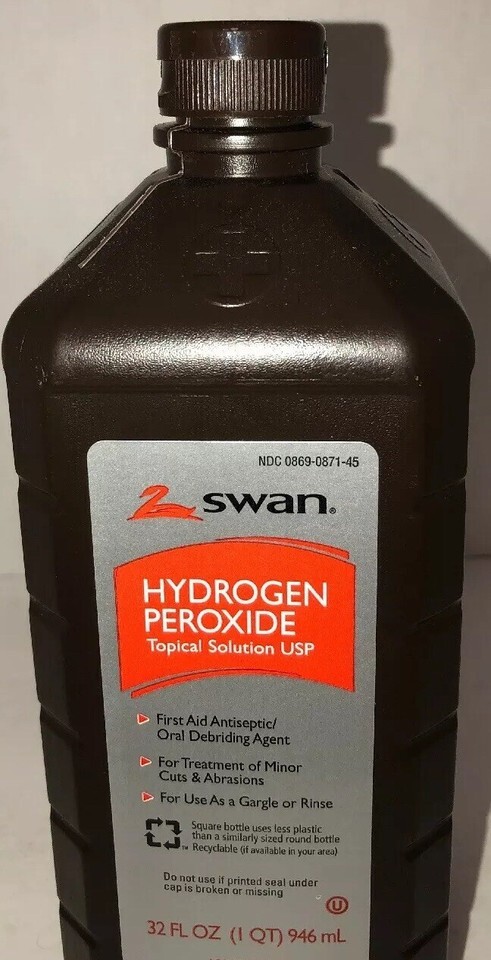 NDC 0869-0871-45
swan®
HYDROGEN
PEROXIDE
Topical Solution USP
First Aid Antiseptic/
Oral Debriding Agent
For Treatment of Minor
Cuts & Abrasions
For Use As a Gargle or Rinse
Square bottle uses less plastic
than a similarly sized round bottle
™ Recyclable (if available in your area)
Do not use if printed seal under
cap is broken or missing
U
32 FL OZ (1 QT) 946 mL